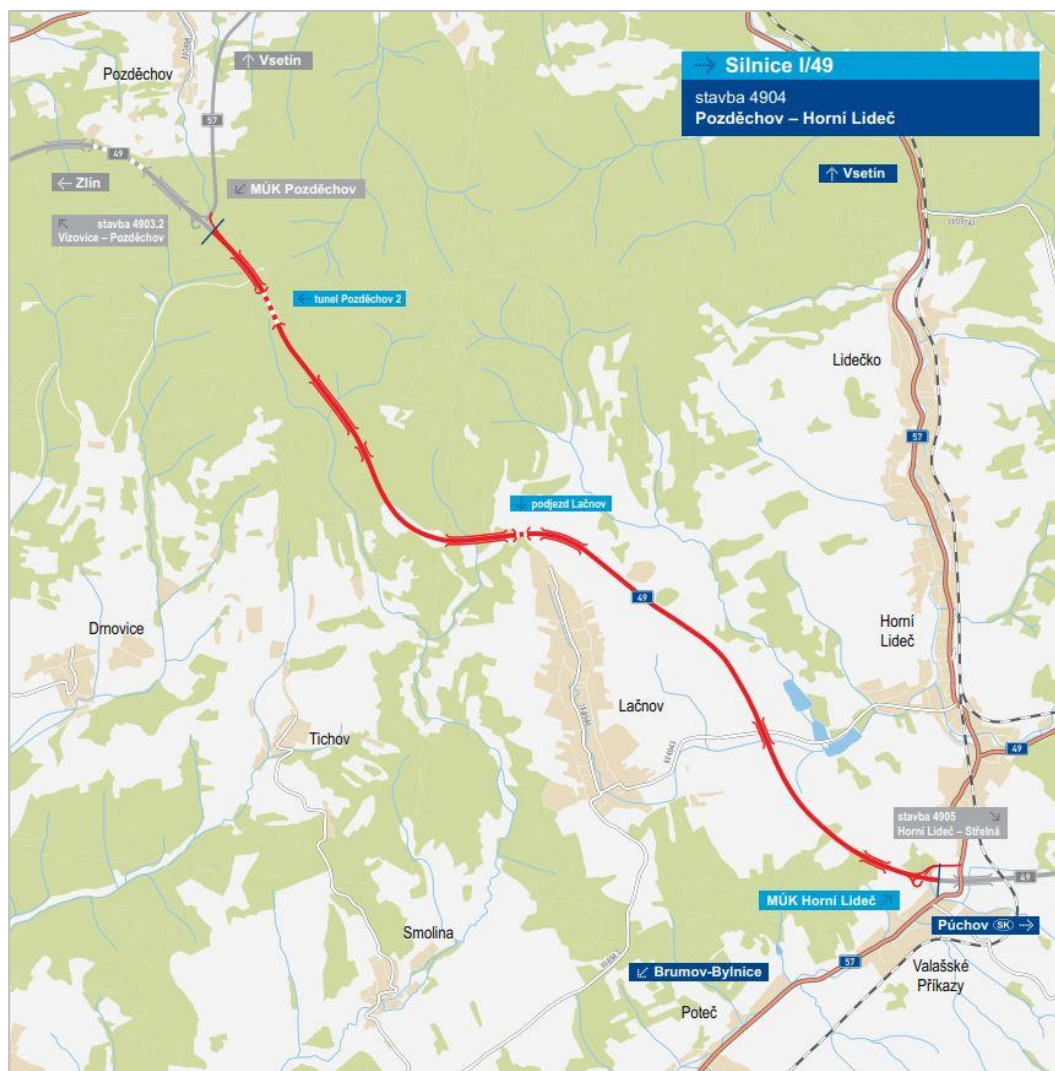 Silnice I/49
stavba 4904
Pozděchov – Horní Lideč
Vsetín
Pozděchov
57
49
Zlín
MÚK Pozděchov
stavba 4903.2
Vizovice – Pozděchov
Vsetín
tunel Pozděchov 2
Lidečko
57
podjezd Lačnov
49
Drnovice
Horní
Lideč
Lačnov
Tichov
49
stavba 4905
Horní Lideč – Střelná
49
MÚK Horní Lideč
Púchov SK
Smolina
57
Brumov-Bylnice
Valašské
Příkazy
Poteč